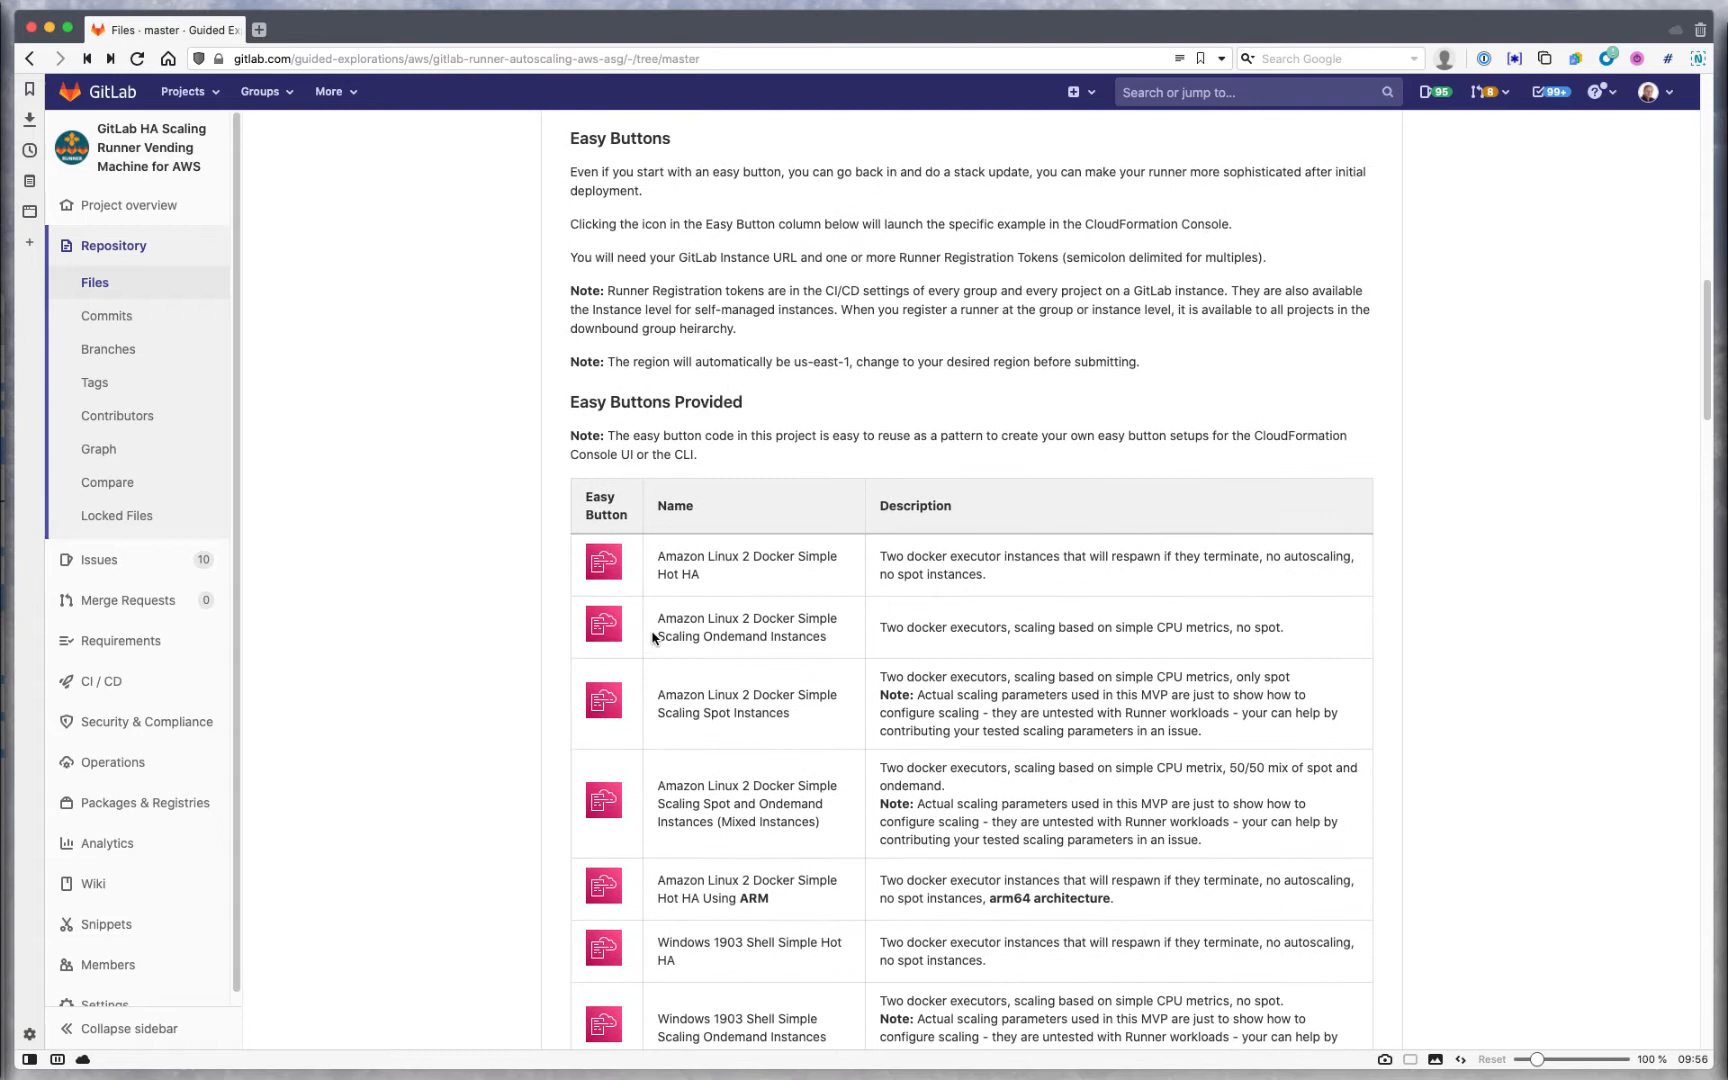 Files · master · Guided Ex
gitlab.com/guided-explorations/aws/gitlab-runner-autoscaling-aws-asg/-/tree/master
Search Google
GitLab
Projects
Groups
More
Search or jump to...
95
8
99+
GitLab HA Scaling
Runner Vending
Machine for AWS
Project overview
Repository
Files
Commits
Branches
Tags
Contributors
Graph
Compare
Locked Files
Issues
10
Merge Requests
0
Requirements
CI / CD
Security & Compliance
Operations
Packages & Registries
Analytics
Wiki
Snippets
Members
Settings
Collapse sidebar
Easy Buttons
Even if you start with an easy button, you can go back in and do a stack update, you can make your runner more sophisticated after initial
deployment.
Clicking the icon in the Easy Button column below will launch the specific example in the CloudFormation Console.
You will need your GitLab Instance URL and one or more Runner Registration Tokens (semicolon delimited for multiples).
Note: Runner Registration tokens are in the CI/CD settings of every group and every project on a GitLab instance. They are also available
the Instance level for self-managed instances. When you register a runner at the group or instance level, it is available to all projects in the
downbound group heirarchy.
Note: The region will automatically be us-east-1, change to your desired region before submitting.
Easy Buttons Provided
Note: The easy button code in this project is easy to reuse as a pattern to create your own easy button setups for the CloudFormation
Console UI or the CLI.
Easy
Button
Name
Description
Amazon Linux 2 Docker Simple
Hot HA
Two docker executor instances that will respawn if they terminate, no autoscaling,
no spot instances.
Amazon Linux 2 Docker Simple
Scaling Ondemand Instances
Two docker executors, scaling based on simple CPU metrics, no spot.
Amazon Linux 2 Docker Simple
Scaling Spot Instances
Two docker executors, scaling based on simple CPU metrics, only spot
Note: Actual scaling parameters used in this MVP are just to show how to
configure scaling - they are untested with Runner workloads - your can help by
contributing your tested scaling parameters in an issue.
Amazon Linux 2 Docker Simple
Scaling Spot and Ondemand
Instances (Mixed Instances)
Two docker executors, scaling based on simple CPU metrix, 50/50 mix of spot and
ondemand.
Note: Actual scaling parameters used in this MVP are just to show how to
configure scaling - they are untested with Runner workloads - your can help by
contributing your tested scaling parameters in an issue.
Amazon Linux 2 Docker Simple
Hot HA Using ARM
Two docker executor instances that will respawn if they terminate, no autoscaling,
no spot instances, arm64 architecture.
Windows 1903 Shell Simple Hot
HA
Two docker executor instances that will respawn if they terminate, no autoscaling,
no spot instances.
Windows 1903 Shell Simple
Scaling Ondemand Instances
Two docker executors, scaling based on simple CPU metrics, no spot.
Note: Actual scaling parameters used in this MVP are just to show how to
configure scaling - they are untested with Runner workloads - your can help by
Reset
100 %
09:56